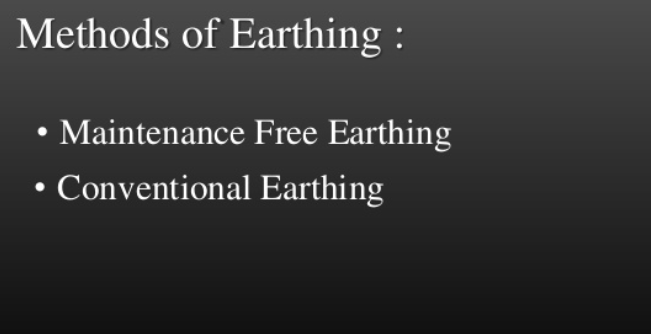 Methods of Earthing :
• Maintenance Free Earthing
• Conventional Earthing